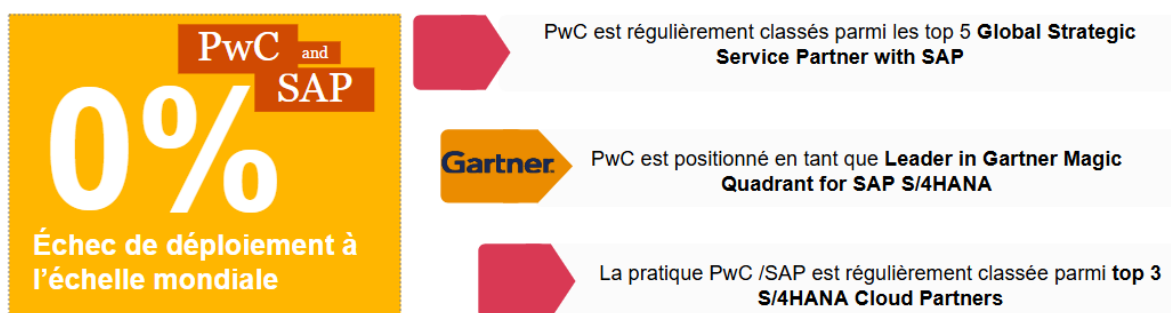 PwC and
SAP
0%
Échec de déploiement à
l'échelle mondiale
PwC est régulièrement classés parmi les top 5 Global Strategic
Service Partner with SAP
Gartner.
PwC est positionné en tant que Leader in Gartner Magic
Quadrant for SAP S/4HANA
La pratique PwC /SAP est régulièrement classée parmi top 3
S/4HANA Cloud Partners